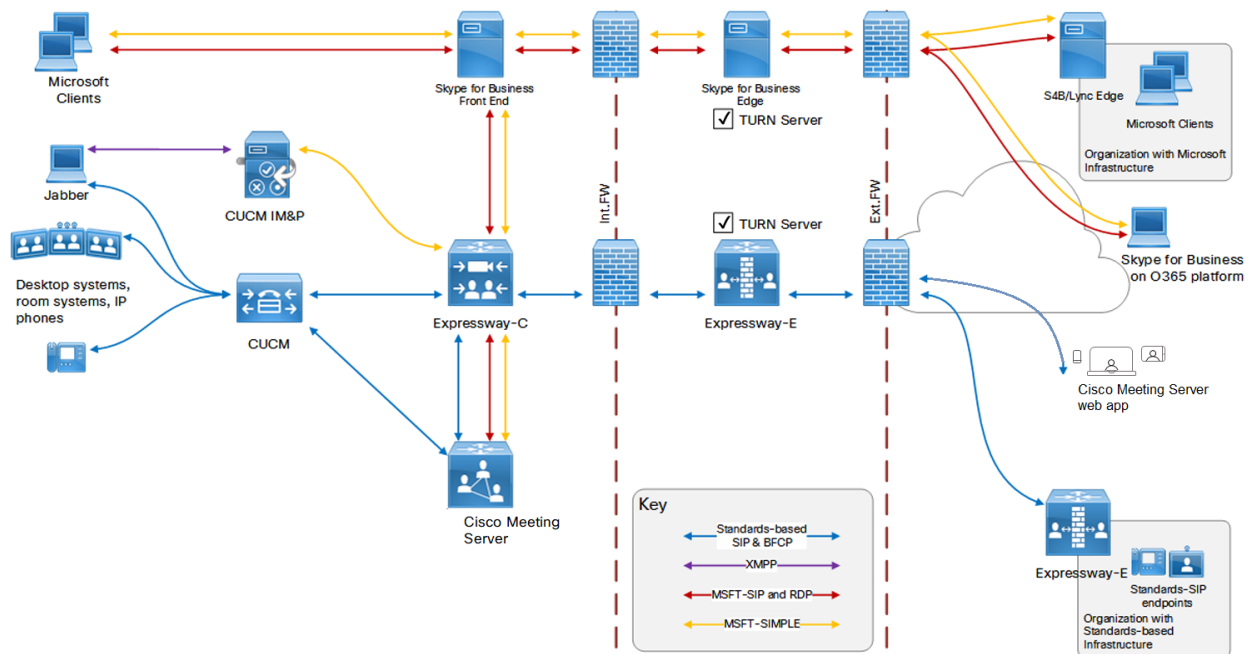 Microsoft
Clients
Skype for Business
Front End
Skype for Business
Edge
TURN Server
S4B/Lync Edge
Microsoft Clients
Organization with Microsoft
Infrastructure
Jabber
CUCM IM&P
Int.FW
Ext.FW
TURN Server
Skype for Business
on O365 platform
Desktop systems,
room systems, IP
phones
CUCM
Expressway-C
Expressway-E
Cisco Meeting Server
web app
Cisco Meeting
Server
Key
Standards-based
SIP & BFCP
XMPP
MSFT-SIP and RDP
MSFT-SIMPLE
Expressway-E
Standards-SIP
endpoints
Organization with
Standards-based
Infrastructure